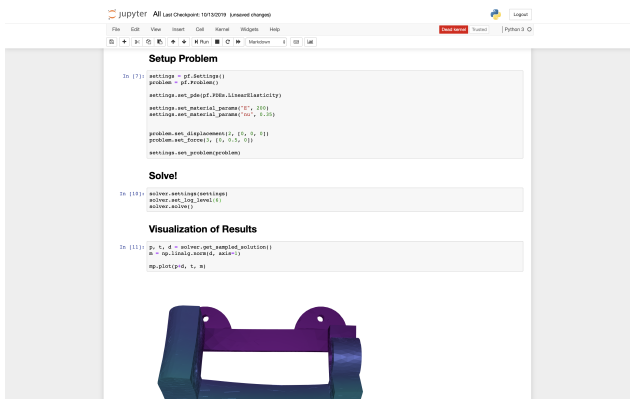 jupyter All Last Checkpoint: 10/13/2019 (unsaved changes)
Logout
File Edit View Insert Cell Kernel Widgets Help
Dead kernel Trusted Python 3
Run Markdown
Setup Problem
In [7]: settings = pf.Settings()
problem = pf.Problem()
settings.set_pde(pf.PDEs.LinearElasticity)
settings.set_material_params("E", 200)
settings.set_material_params("nu", 0.35)
problem.set_displacement(2, [0, 0, 0])
problem.set_force(3, [0, 0.5, 0])
settings.set_problem(problem)
Solve!
In [10]: solver.settings(settings)
solver.set_log_level(6)
solver.solve()
Visualization of Results
In [11]: p, t, d = solver.get_sampled_solution()
m = np.linalg.norm(d, axis=1)
mp.plot(p+d, t, m)